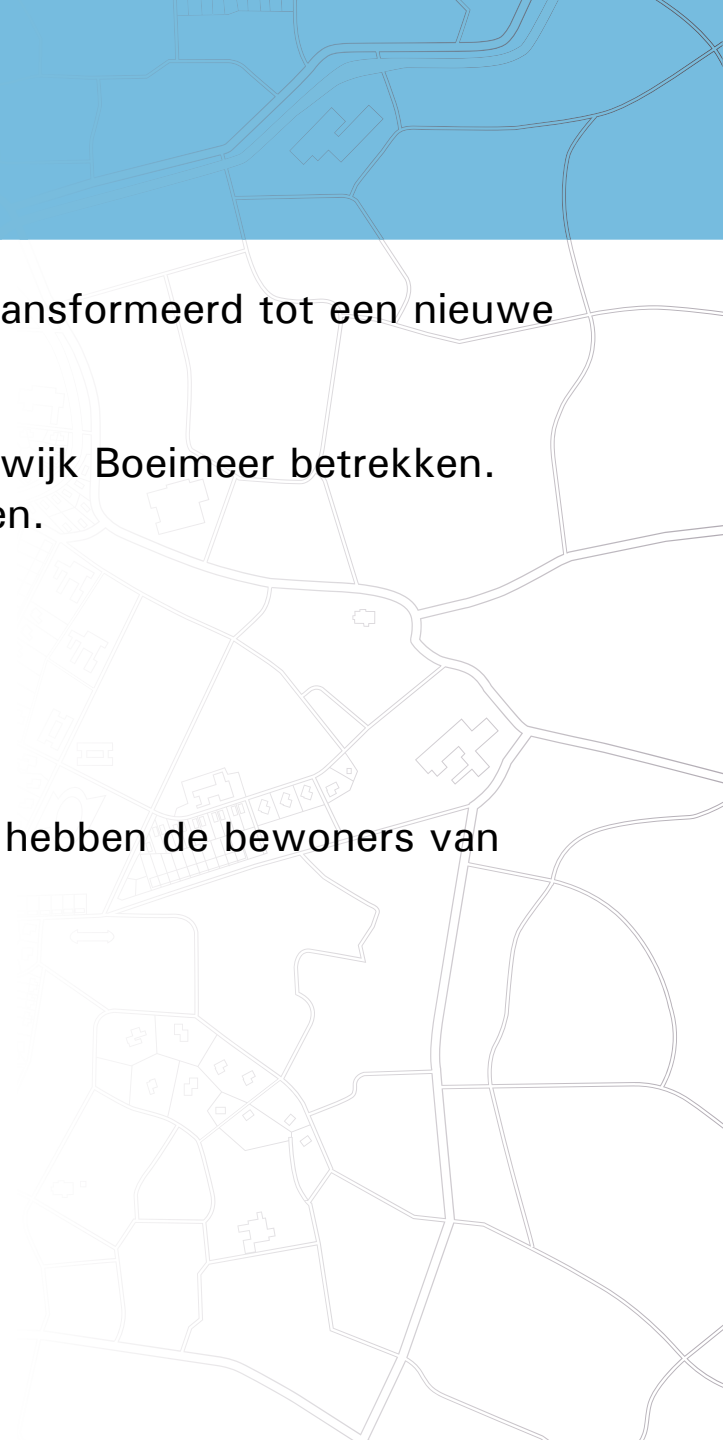 ansformeerd tot een nieuwe
wijk Boeimeer betrekken.
en.
hebben de bewoners van